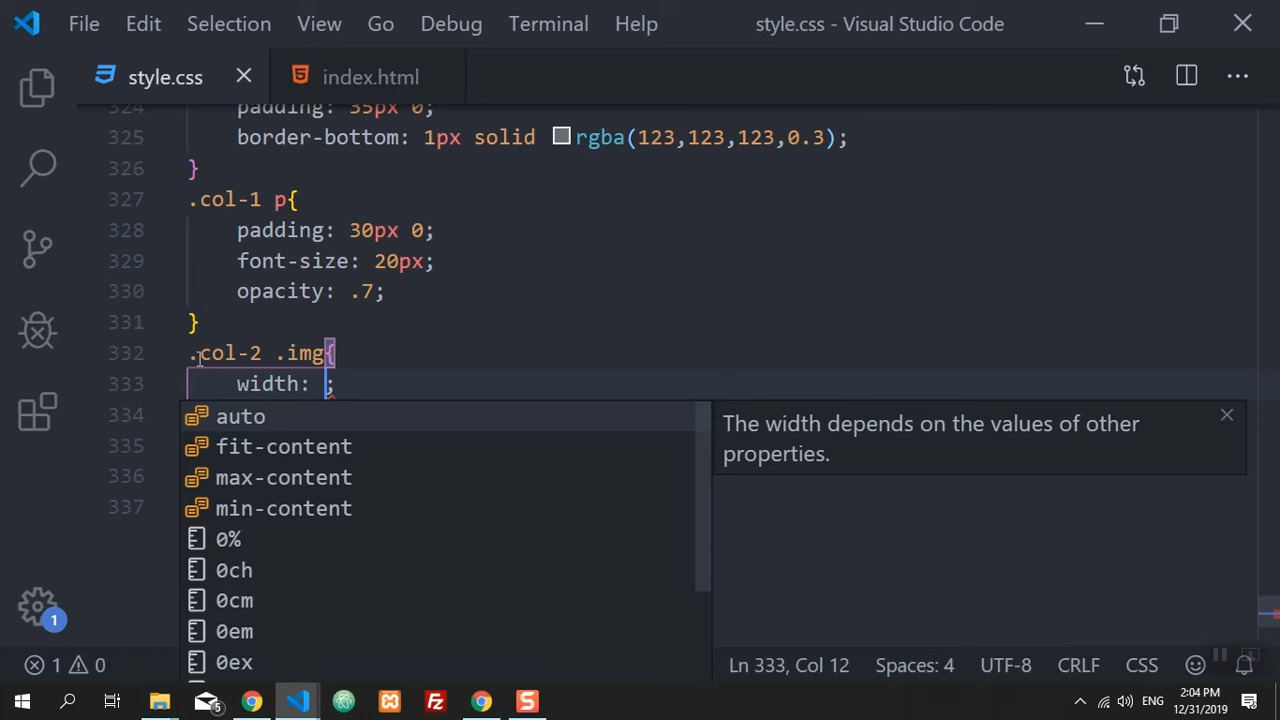 File Edit Selection View Go Debug Terminal Help style.css - Visual Studio Code
style.css index.html
324 padding: 35px 0;
325 border-bottom: 1px solid rgba(123,123,123,0.3);
326 }
327 .col-1 p{
328 padding: 30px 0;
329 font-size: 20px;
330 opacity: .7;
331 }
332 .col-2 .img{
333 width: ;
334 auto The width depends on the values of other
335 fit-content properties.
336 max-content
337 min-content
0%
0ch
0cm
0em
0ex
1
1 0 Ln 333, Col 12 Spaces: 4 UTF-8 CRLF CSS
5 ENG 2:04 PM
12/31/2019